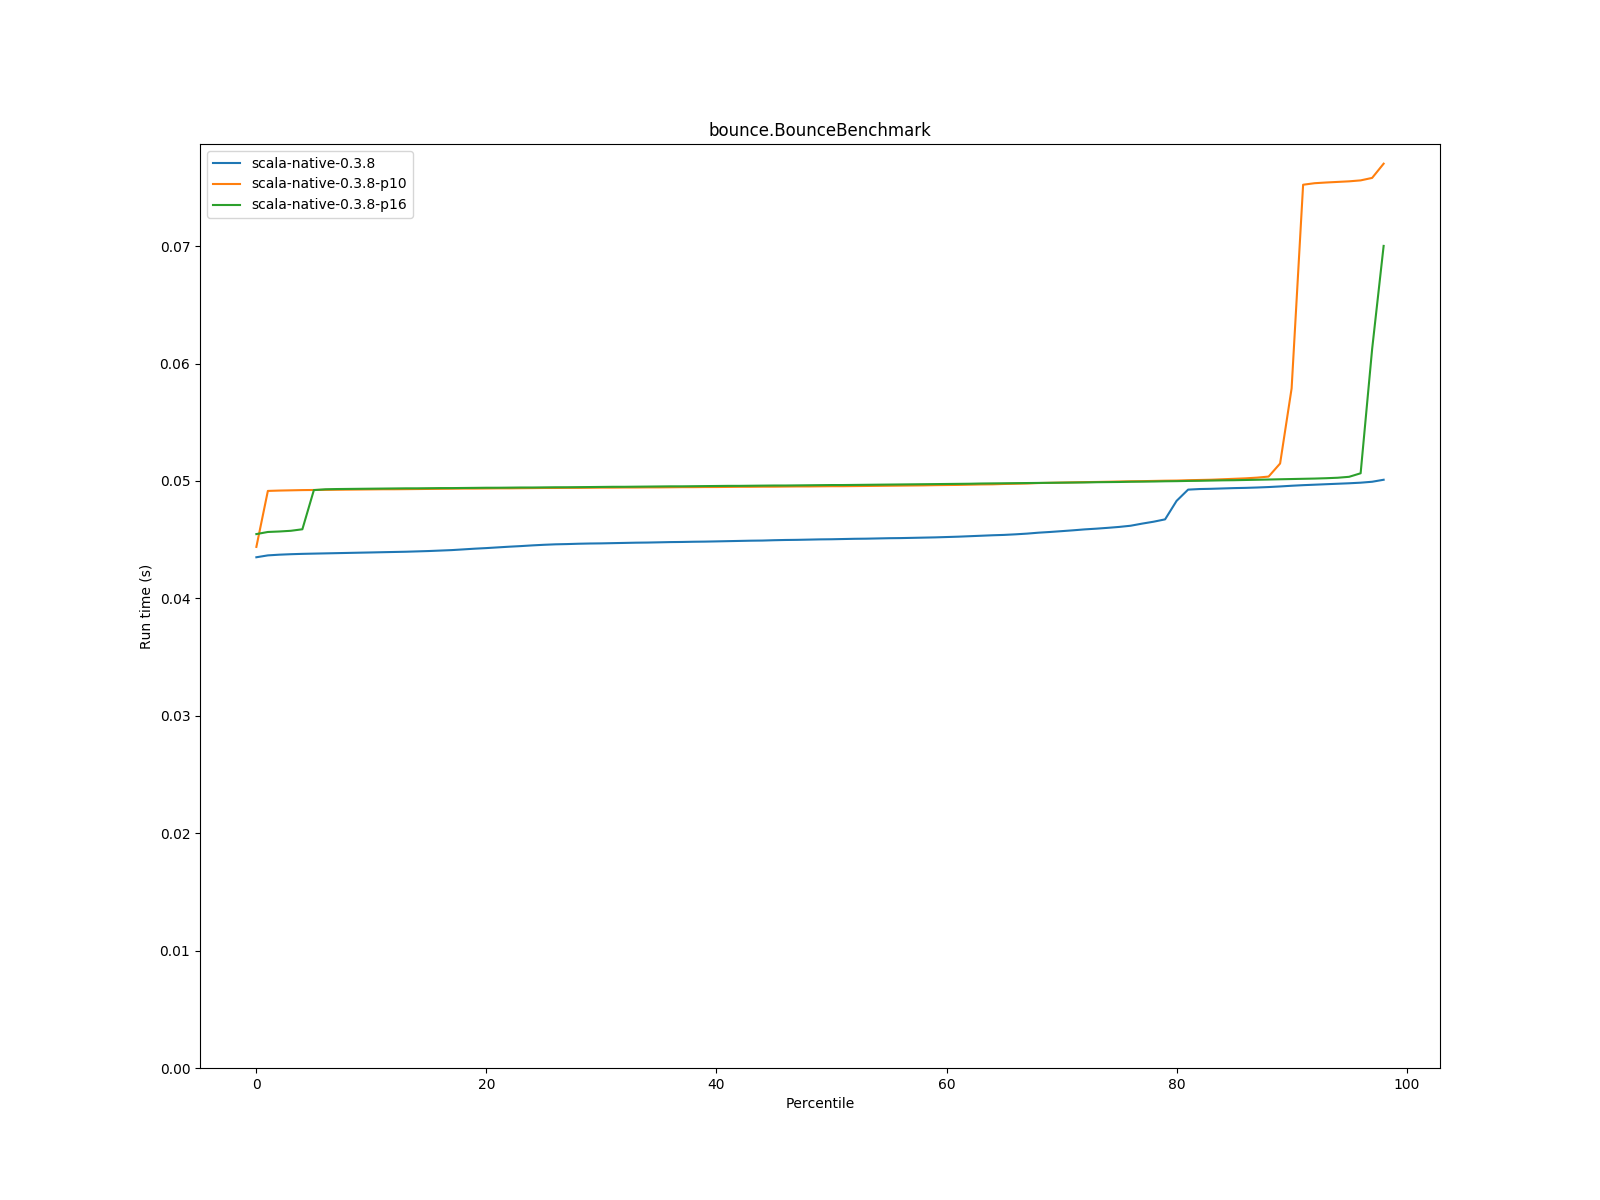 bounce.BounceBenchmark
scala-native-0.3.8
scala-native-0.3.8-p10
scala-native-0.3.8-p16
0.07
0.06
0.05
0.04
0.03
0.02
0.01
0.00
Run time (s)
0 20 40 60 80 100
Percentile